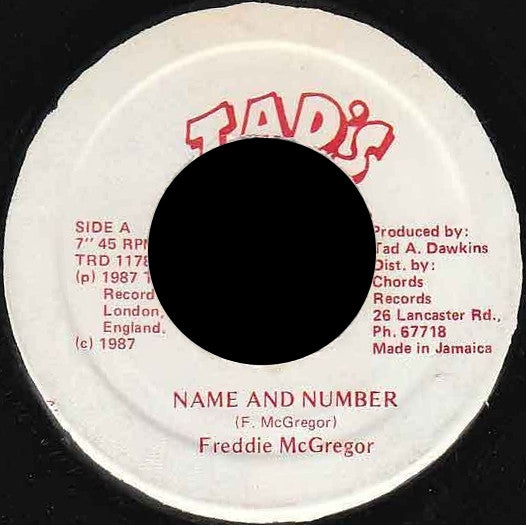 TAD'S
SIDE A
7" 45 RPM
TRD 1178
(p) 1987
Record
London,
England.
(c) 1987
Produced by:
Tad A. Dawkins
Dist. by:
Chords
Records
26 Lancaster Rd.,
Ph. 67718
Made in Jamaica
NAME AND NUMBER
(F. McGregor)
Freddie McGregor